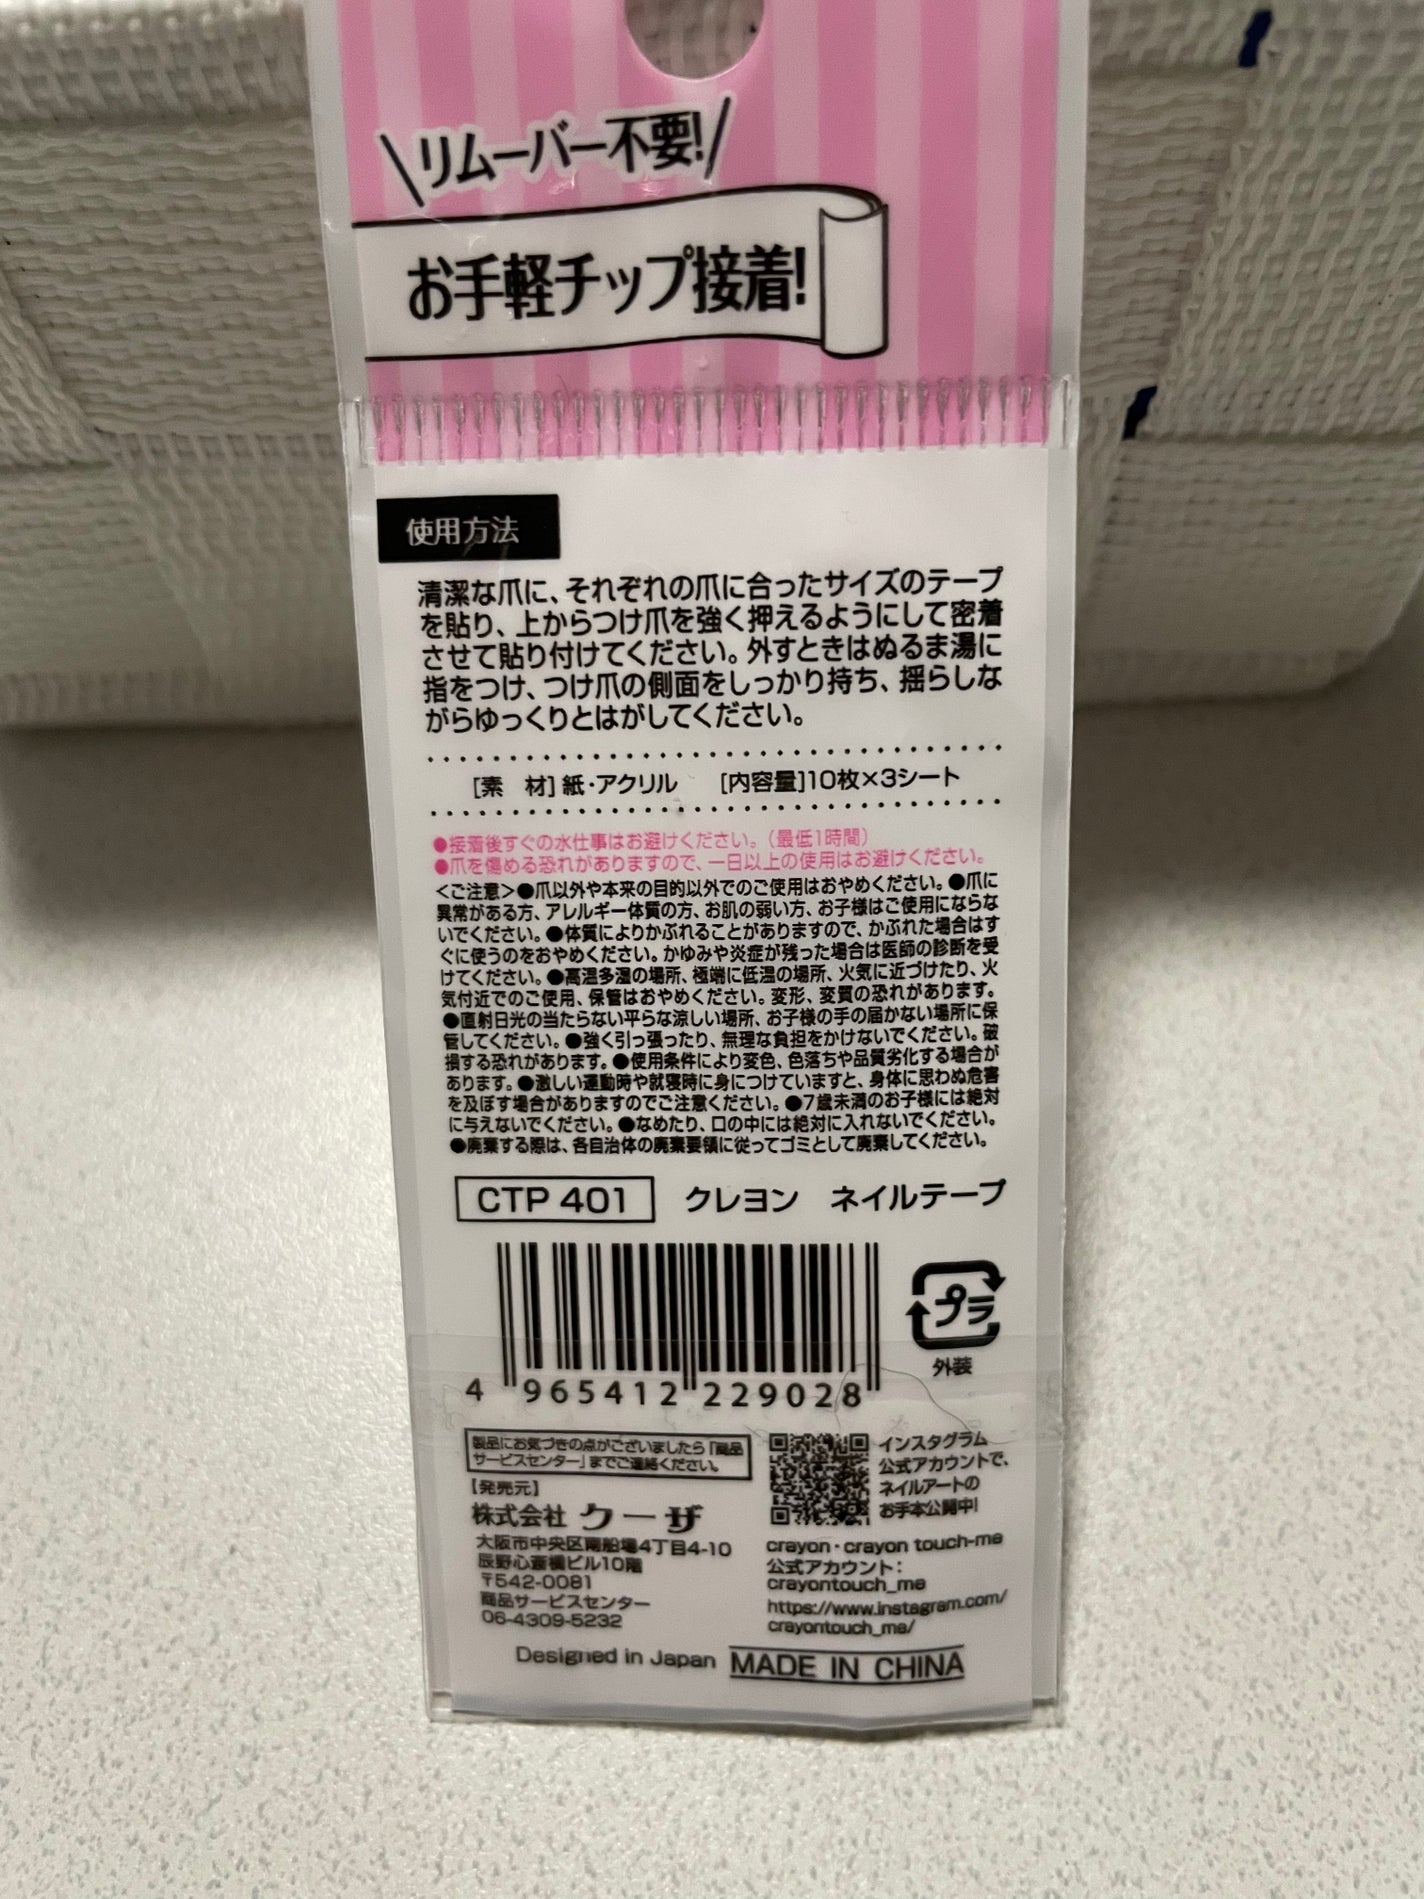 リムーバー不要!
お手軽チップ接着!
使用方法
清潔な爪に、それぞれの爪に合ったサイズのテープ
を貼り、上からつけ爪を強く押えるようにして密着
させて貼り付けてください。外すときはぬるま湯に
指をつけ、つけ爪の側面をしっかり持ち、揺らしな
がらゆっくりとはがしてください。
[素　材]紙・アクリル　[内容量]10枚×3シート
●接着後すぐの水仕事はお避けください。(最低1時間)
●爪を傷める恐れがありますので、一日以上の使用はお避けください。
<ご注意>●爪以外や本来の目的以外でのご使用はおやめください。●爪に
異常がある方、アレルギー体質の方、お肌の弱い方、お子様はご使用にならな
いでください。●体質によりかぶれることがありますので、かぶれた場合はす
ぐに使うのをおやめください。かゆみや炎症が残った場合は医師の診断を受
けてください。●高温多湿の場所、極端に低温の場所、火気に近づけたり、火
気付近でのご使用、保管はおやめください。変形、変質の恐れがあります。
●直射日光の当たらない平らな涼しい場所、お子様の手の届かない場所に保
管してください。●強く引っ張ったり、無理な負担をかけないでください。破
損する恐れがあります。●使用条件により変色、色落ちや品質劣化する場合が
あります。●激しい運動時や就寝時に身につけていますと、身体に思わぬ危害
を及ぼす場合がありますのでご注意ください。●7歳未満のお子様には絶対
に与えないでください。●なめたり、口の中には絶対に入れないでください。
●廃棄する際は、各自治体の廃棄要領に従ってゴミとして廃棄してください。
CTP 401　クレヨン　ネイルテープ
4 965412 229028
プラ
外装
製品にお気づきの点がございましたら「商品
サービスセンター」までご連絡ください。
【発売元】
株式会社 クーザ
大阪市中央区南船場4丁目4-10
辰野心斎橋ビル10階
〒542-0081
商品サービスセンター
06-4309-5232
インスタグラム
公式アカウントで、
ネイルアートの
お手本公開中!
crayon・crayon touch-me
公式アカウント:
crayontouch_me
https://www.instagram.com/
crayontouch_me/
Designed in Japan MADE IN CHINA